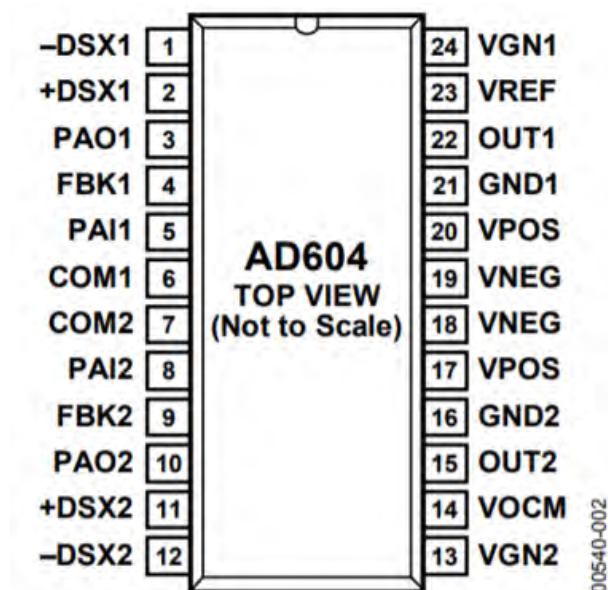 –DSX1 1 24 VGN1
+DSX1 2 23 VREF
PAO1 3 22 OUT1
FBK1 4 21 GND1
PAI1 5 20 VPOS
COM1 6 19 VNEG
COM2 7 18 VNEG
PAI2 8 17 VPOS
FBK2 9 16 GND2
PAO2 10 15 OUT2
+DSX2 11 14 VOCM
–DSX2 12 13 VGN2
AD604
TOP VIEW
(Not to Scale)
00540-002